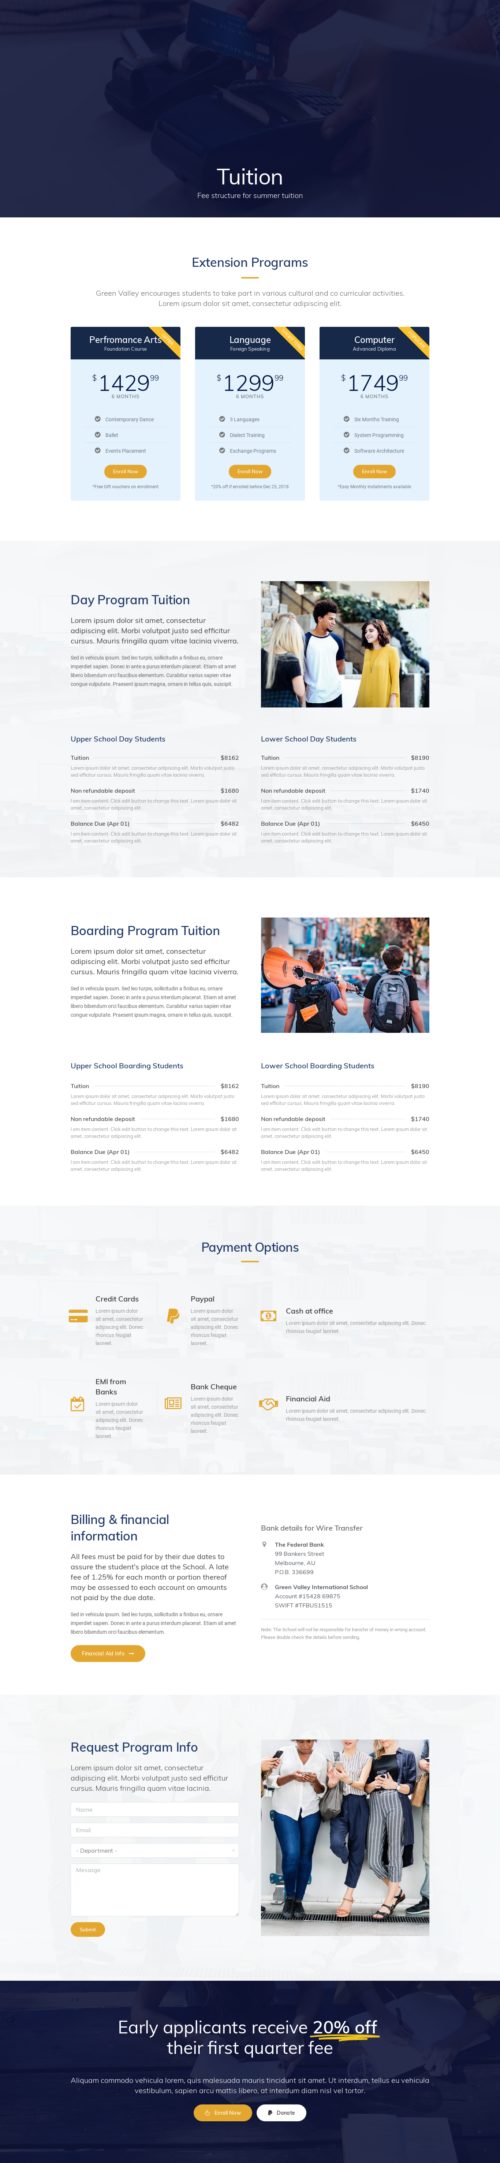 Tuition
Fee structure for summer tuition
Extension Programs
Green Valley encourages students to take part in various cultural and co curricular activities.
Lorem ipsum dolor sit amet, consectetur adipiscing elit.
Perfromance Arts
Foundation Course
$ 1429 99
6 MONTHS
Contemporary Dance
Ballet
Events Placement
Enroll Now
*Free Gift vouchers on enrollment
Language
Foreign Speaking
$ 1299 99
6 MONTHS
3 Languages
Dialect Training
Exchange Programs
Enroll Now
*20% off if enrolled before Dec 25, 2018
Computer
Advanced Diploma
$ 1749 99
6 MONTHS
Six Months Training
System Programming
Software Architecture
Enroll Now
*Easy Monthly installments available
Day Program Tuition
Lorem ipsum dolor sit amet, consectetur
adipiscing elit. Morbi volutpat justo sed efficitur
cursus. Mauris fringilla quam vitae lacinia viverra.
Sed in vehicula ipsum. Sed leo turpis, sollicitudin a finibus eu, ornare
imperdiet sapien. Donec in ante a purus interdum placerat. Etiam sit amet
libero bibendum orci faucibus elementum. Curabitur varius sapien vitae
congue vulputate. Praesent ipsum magna, ornare in tellus quis, suscipit.
Upper School Day Students
Tuition $8162
Lorem ipsum dolor sit amet, consectetur adipiscing elit. Morbi volutpat justo
sed efficitur cursus. Mauris fringilla quam vitae lacinia viverra.
Non refundable deposit $1680
I am item content. Click edit button to change this text. Lorem ipsum dolor sit
amet, consectetur adipiscing elit.
Balance Due (Apr 01) $6482
I am item content. Click edit button to change this text. Lorem ipsum dolor sit
amet, consectetur adipiscing elit.
Lower School Day Students
Tuition $8190
Lorem ipsum dolor sit amet, consectetur adipiscing elit. Morbi volutpat justo
sed efficitur cursus. Mauris fringilla quam vitae lacinia viverra.
Non refundable deposit $1740
I am item content. Click edit button to change this text. Lorem ipsum dolor sit
amet, consectetur adipiscing elit.
Balance Due (Apr 01) $6450
I am item content. Click edit button to change this text. Lorem ipsum dolor sit
amet, consectetur adipiscing elit.
Boarding Program Tuition
Lorem ipsum dolor sit amet, consectetur
adipiscing elit. Morbi volutpat justo sed efficitur
cursus. Mauris fringilla quam vitae lacinia viverra.
Sed in vehicula ipsum. Sed leo turpis, sollicitudin a finibus eu, ornare
imperdiet sapien. Donec in ante a purus interdum placerat. Etiam sit amet
libero bibendum orci faucibus elementum. Curabitur varius sapien vitae
congue vulputate. Praesent ipsum magna, ornare in tellus quis, suscipit.
Upper School Boarding Students
Tuition $8162
Lorem ipsum dolor sit amet, consectetur adipiscing elit. Morbi volutpat justo
sed efficitur cursus. Mauris fringilla quam vitae lacinia viverra.
Non refundable deposit $1680
I am item content. Click edit button to change this text. Lorem ipsum dolor sit
amet, consectetur adipiscing elit.
Balance Due (Apr 01) $6482
I am item content. Click edit button to change this text. Lorem ipsum dolor sit
amet, consectetur adipiscing elit.
Lower School Boarding Students
Tuition $8190
Lorem ipsum dolor sit amet, consectetur adipiscing elit. Morbi volutpat justo
sed efficitur cursus. Mauris fringilla quam vitae lacinia viverra.
Non refundable deposit $1740
I am item content. Click edit button to change this text. Lorem ipsum dolor sit
amet, consectetur adipiscing elit.
Balance Due (Apr 01) $6450
I am item content. Click edit button to change this text. Lorem ipsum dolor sit
amet, consectetur adipiscing elit.
Payment Options
Credit Cards
Lorem ipsum dolor
sit amet, consectetur
adipiscing elit. Donec
rhoncus feugiat
laoreet
Paypal
Lorem ipsum dolor
sit amet, consectetur
adipiscing elit. Donec
rhoncus feugiat
laoreet
Cash at office
Lorem ipsum dolor sit amet, consectetur adipiscing elit. Donec
rhoncus feugiat laoreet
EMI from
Banks
Lorem ipsum dolor
sit amet, consectetur
adipiscing elit. Donec
rhoncus feugiat
laoreet
Bank Cheque
Lorem ipsum dolor
sit amet, consectetur
adipiscing elit. Donec
rhoncus feugiat
laoreet
Financial Aid
Lorem ipsum dolor sit amet, consectetur adipiscing elit. Donec
rhoncus feugiat laoreet
Billing & financial
information
All fees must be paid for by their due dates to
assure the student's place at the School. A late
fee of 1.25% for each month or partion thereof
may be assessed to each account on amounts
not paid by the due date.
Sed in vehicula ipsum. Sed leo turpis, sollicitudin a finibus eu, ornare
imperdiet sapien. Donec in ante a purus interdum placerat. Etiam sit amet
libero bibendum orci faucibus elementum.
Financial Aid Info →
Bank details for Wire Transfer
The Federal Bank
99 Bankers Street
Melbourne, AU
P.O.B. 336699
Green Valley International School
Account #15428 69875
SWIFT #TFBUS1515
Note: The School will not be responsible for transfer of money in wrong account.
Please double check the details before sending.
Request Program Info
Lorem ipsum dolor sit amet, consectetur
adipiscing elit. Morbi volutpat justo sed efficitur
cursus. Mauris fringilla quam vitae lacinia.
Name
Email
- Department -
Message
Submit
Early applicants receive 20% off
their first quarter fee
Aliquam commodo vehicula lorem, quis malesuada mauris tincidunt sit amet. Ut interdum, tellus eu vehicula
vestibulum, sapien arcu mattis libero, at interdum diam nisl vel tortor.
Enroll Now
Donate